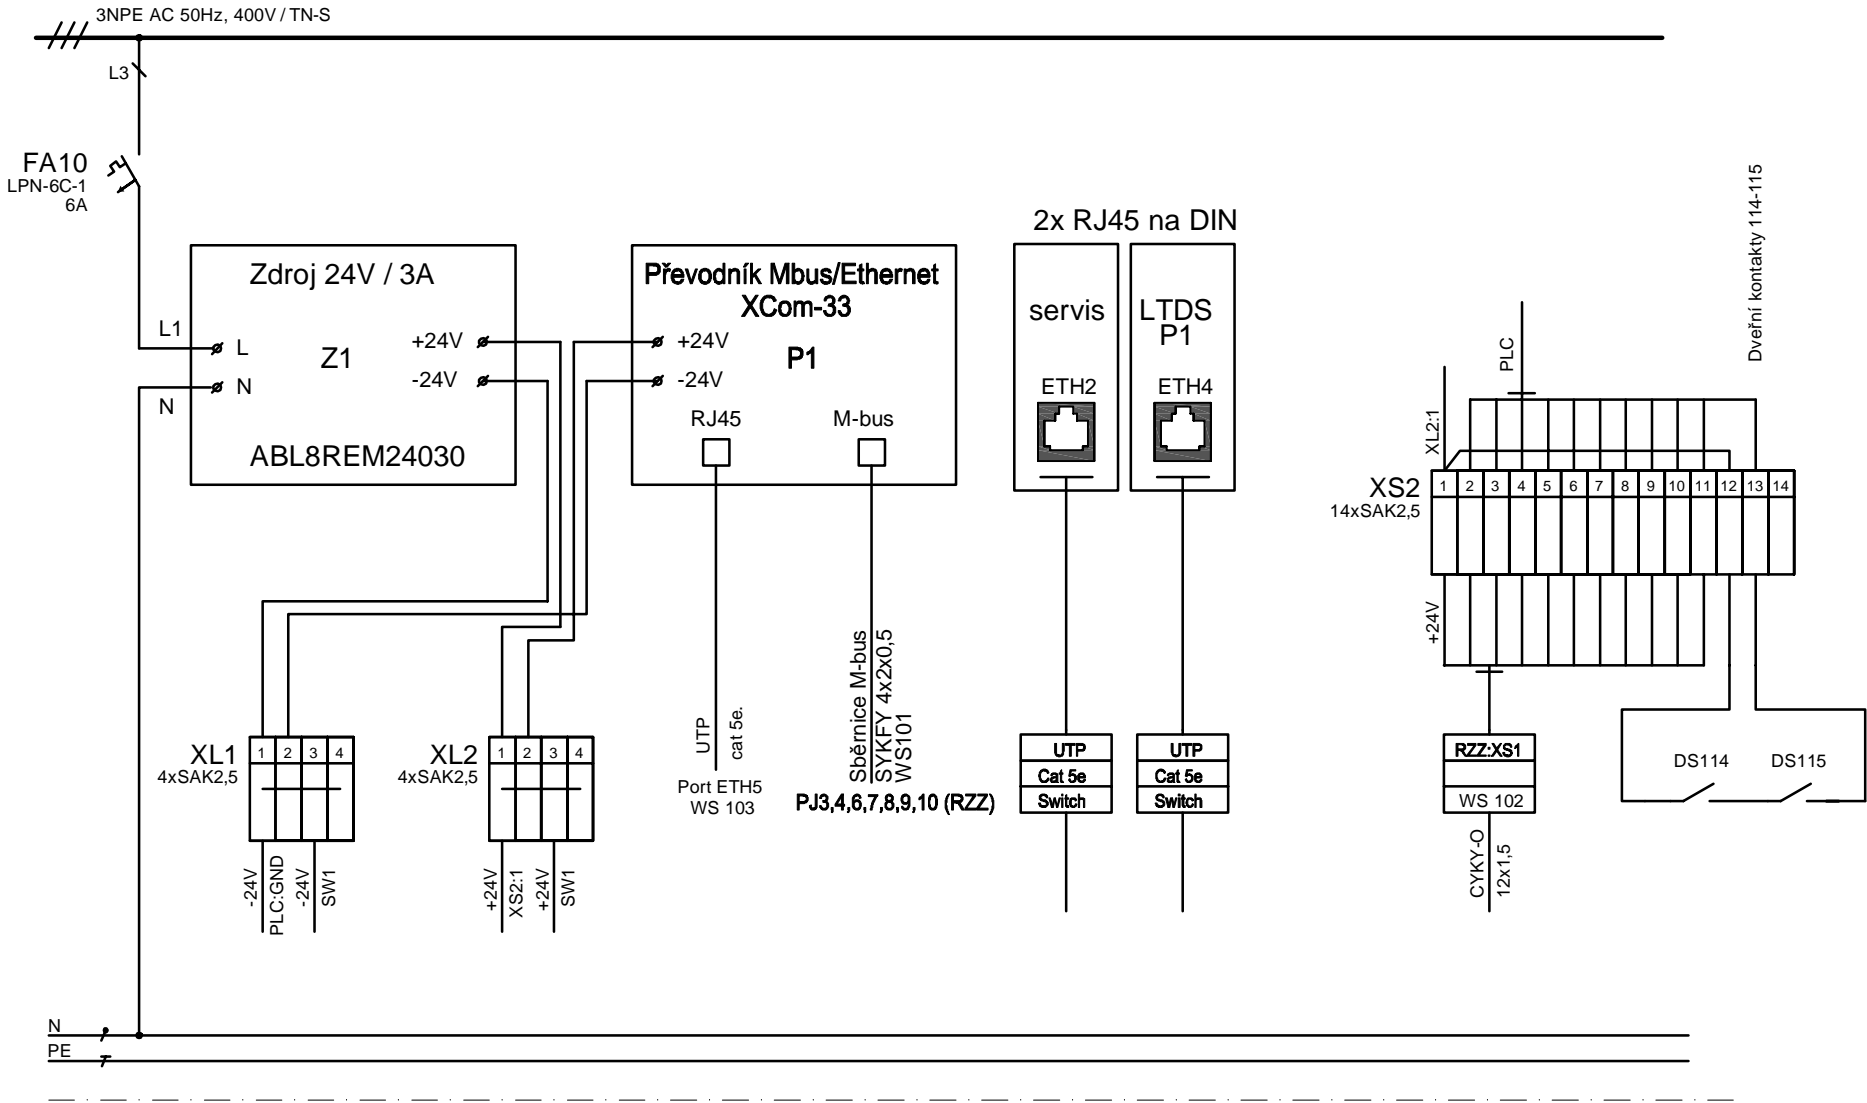 3NPE AC 50Hz, 400V / TN-S
L3
FA10
LPN-6C-1
6A
Zdroj 24V / 3A
L1
L
N
N
Z1
+24V
-24V
ABL8REM24030
Převodník Mbus/Ethernet
XCom-33
+24V
-24V
P1
RJ45
M-bus
2x RJ45 na DIN
servis
ETH2
LTDS
P1
ETH4
Dveřní kontakty 114-115
PLC
XL2:1
XS2
14xSAK2,5
1 2 3 4 5 6 7 8 9 10 11 12 13 14
+24V
XL1
4xSAK2,5
1 2 3 4
-24V
PLC:GND
-24V
SW1
XL2
4xSAK2,5
1 2 3 4
+24V
XS2:1
+24V
SW1
UTP
cat 5e.
Port ETH5
WS 103
Sběrnice M-bus
SYKFY 4x2x0,5
WS101
PJ3,4,6,7,8,9,10 (RZZ)
UTP
Cat 5e
Switch
UTP
Cat 5e
Switch
RZZ:XS1
WS 102
CYKY-O
12x1,5
DS114
DS115
N
PE